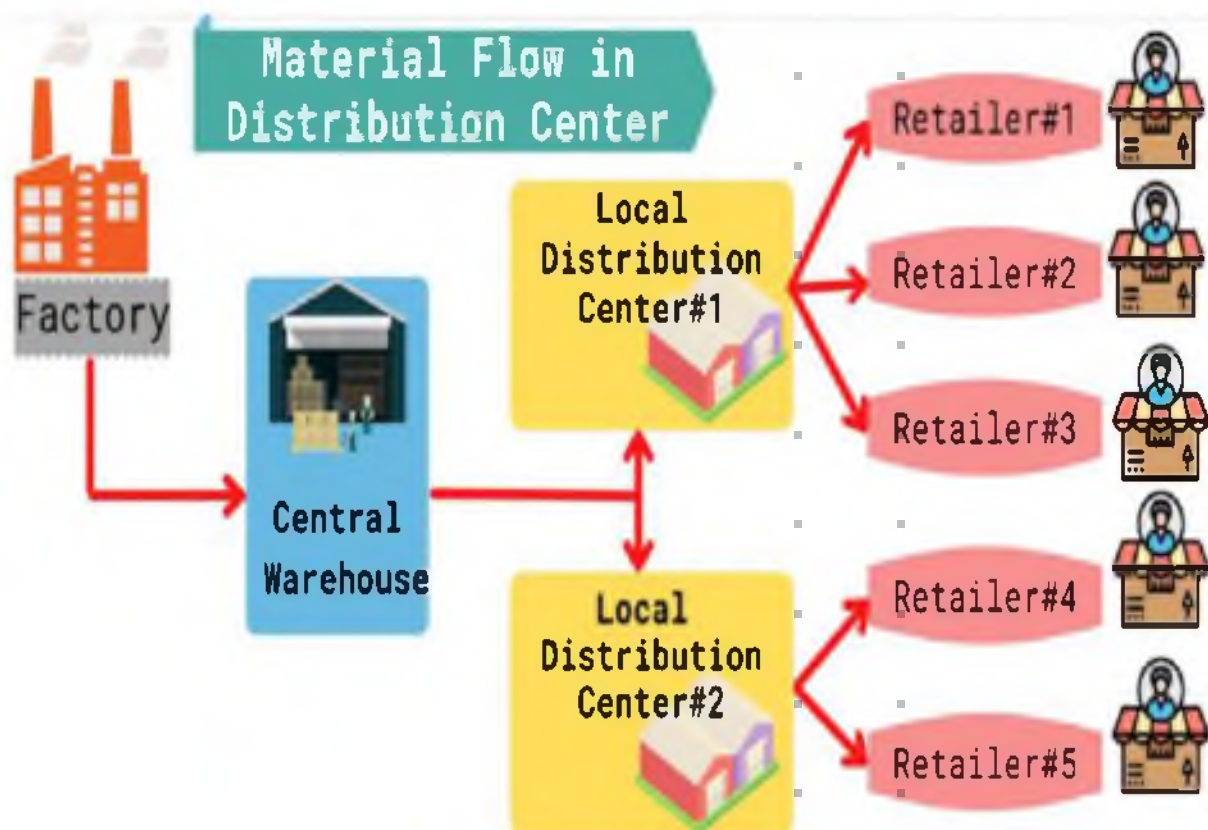 Material Flow in
Distribution Center
Factory
Central
Warehouse
Local
Distribution
Center#1
Local
Distribution
Center#2
Retailer#1
Retailer#2
Retailer#3
Retailer#4
Retailer#5